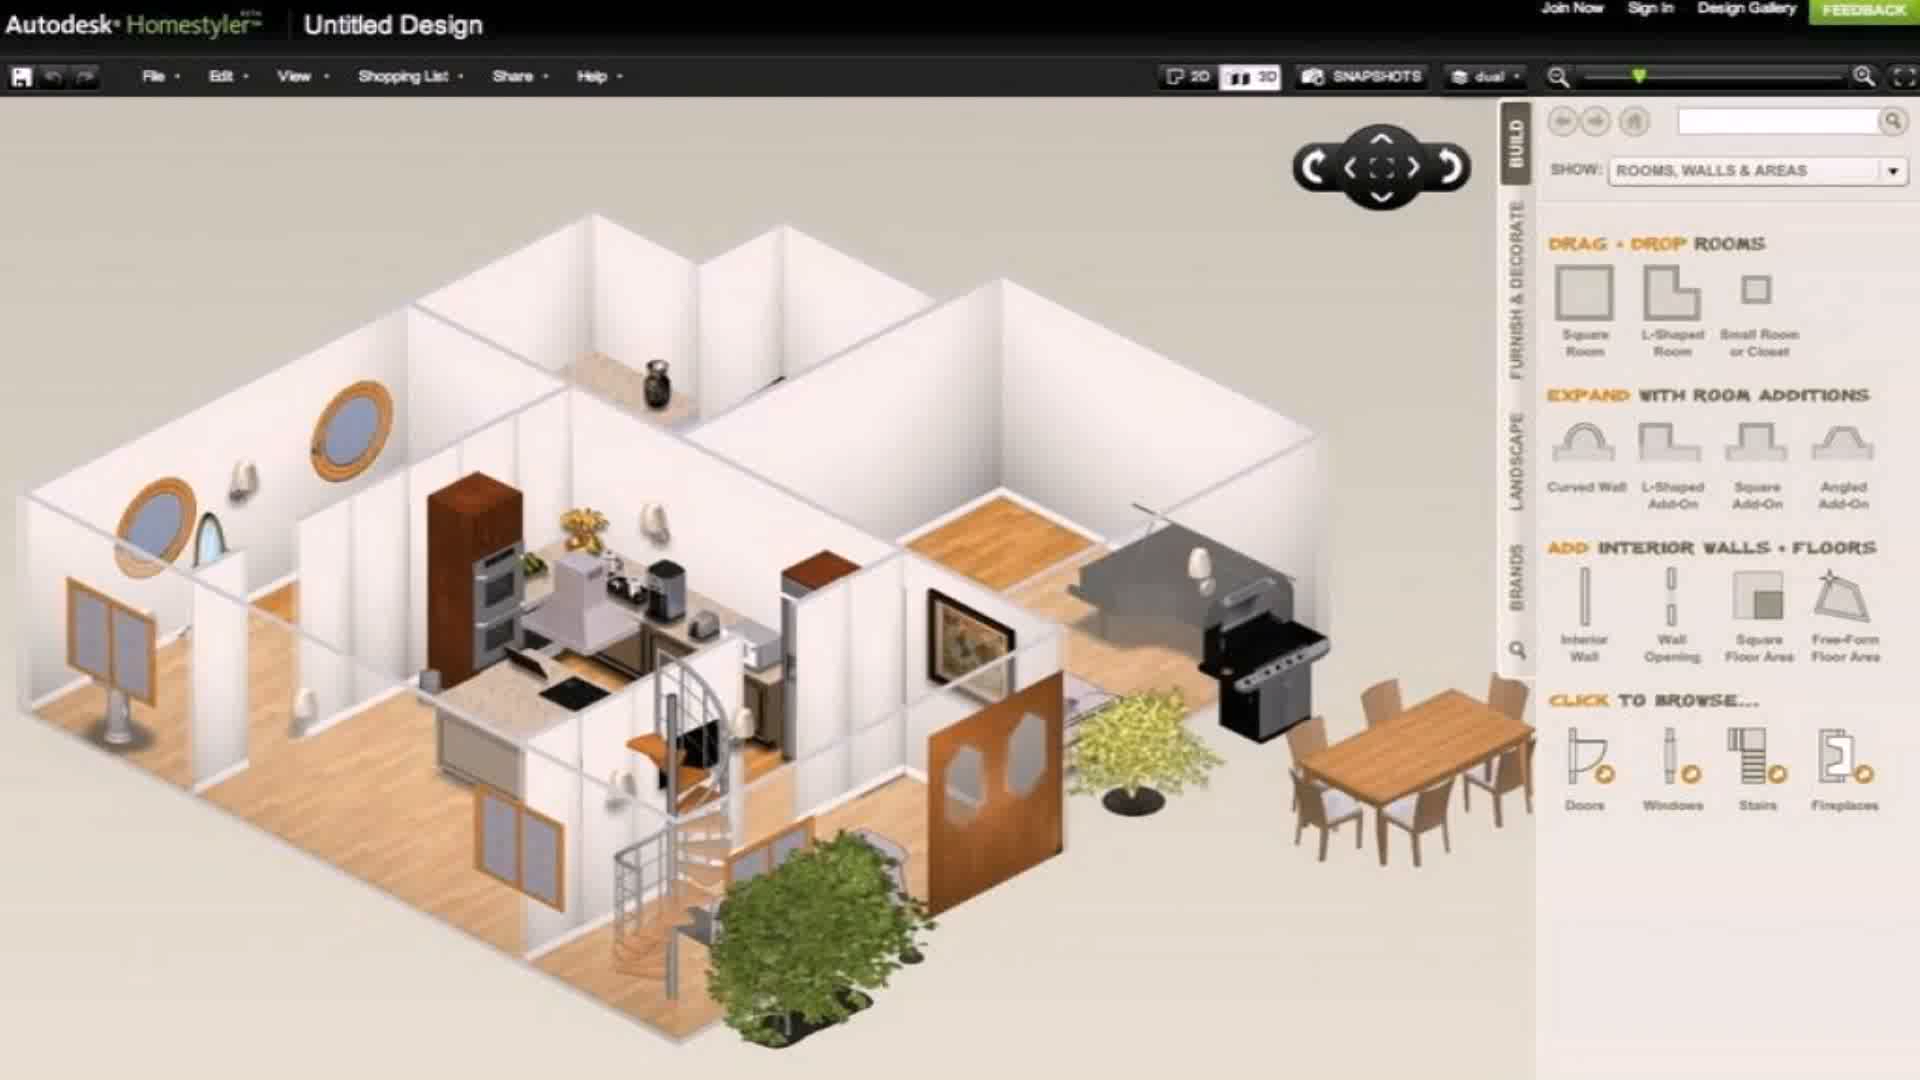 Autodesk® Homestyler™ BETA Untitled Design
Join Now Sign In Design Gallery FEEDBACK
File Edit View Shopping List Share Help
2D 3D SNAPSHOTS dual
BUILD
FURNISH & DECORATE
LANDSCAPE
BRANDS
SHOW: ROOMS, WALLS & AREAS
DRAG + DROP ROOMS
Square Room
L-Shaped Room
Small Room or Closet
EXPAND WITH ROOM ADDITIONS
Curved Wall
L-Shaped Add-On
Square Add-On
Angled Add-On
ADD INTERIOR WALLS + FLOORS
Interior Wall
Wall Opening
Square Floor Area
Free-Form Floor Area
CLICK TO BROWSE...
Doors Windows Stairs Fireplaces